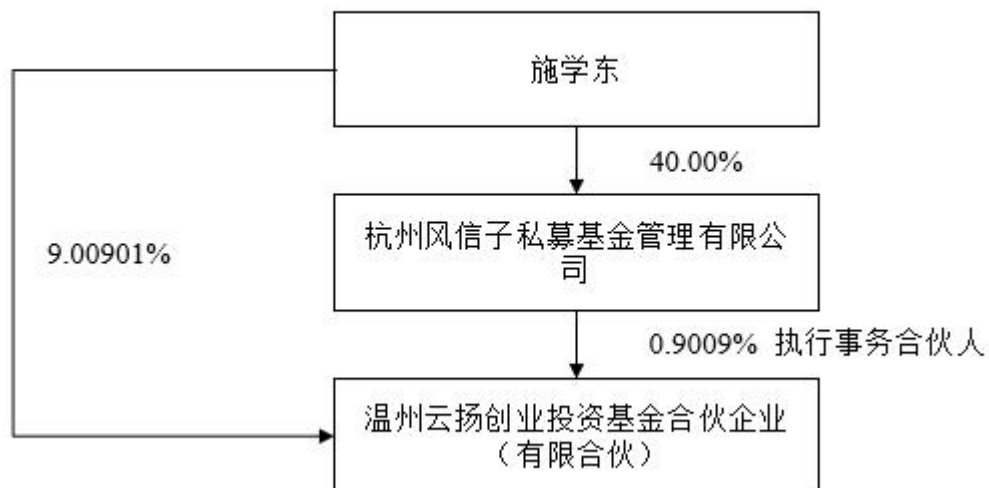 施学东
40.00%
杭州风信子私募基金管理有限公
司
9.00901%
0.9009% 执行事务合伙人
温州云扬创业投资基金合伙企业
（有限合伙）